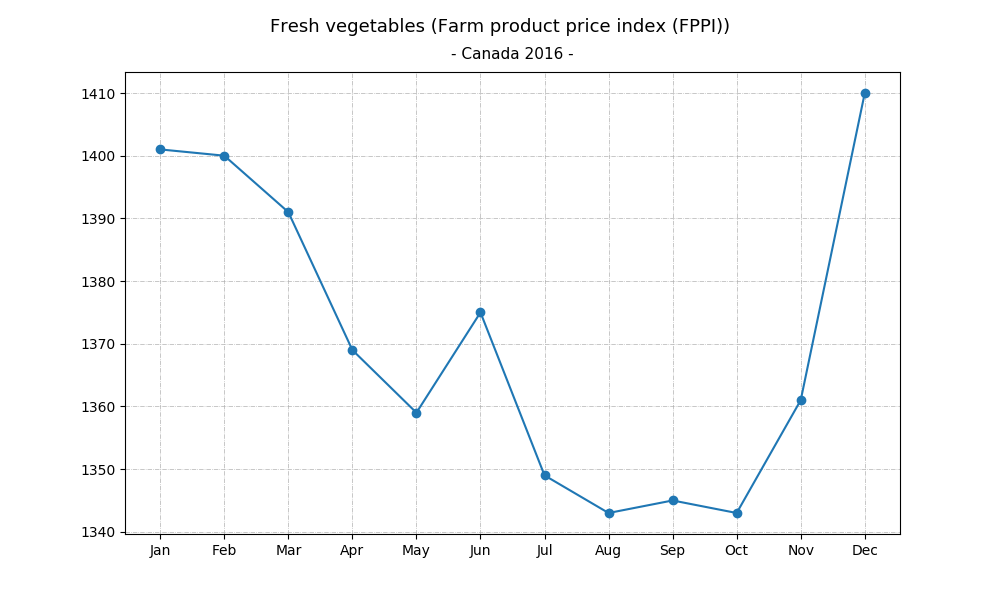 Fresh vegetables (Farm product price index (FPPI))
- Canada 2016 -
1410
1400
1390
1380
1370
1360
1350
1340
Jan Feb Mar Apr May Jun Jul Aug Sep Oct Nov Dec